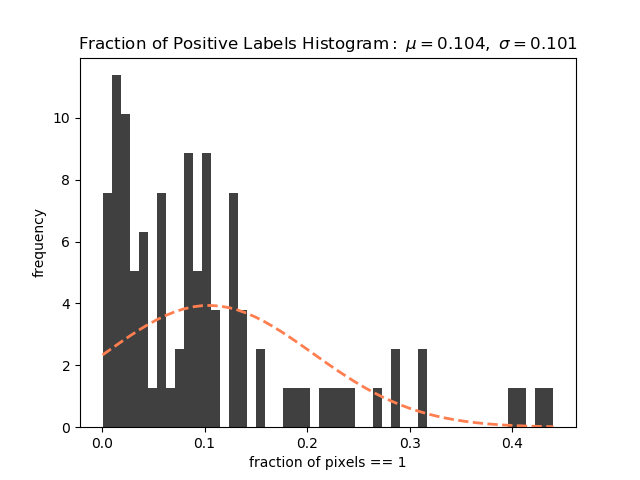 Fraction of Positive Labels Histogram : μ = 0.104, σ = 0.101
10
8
6
4
2
0
frequency
0.0 0.1 0.2 0.3 0.4
fraction of pixels == 1